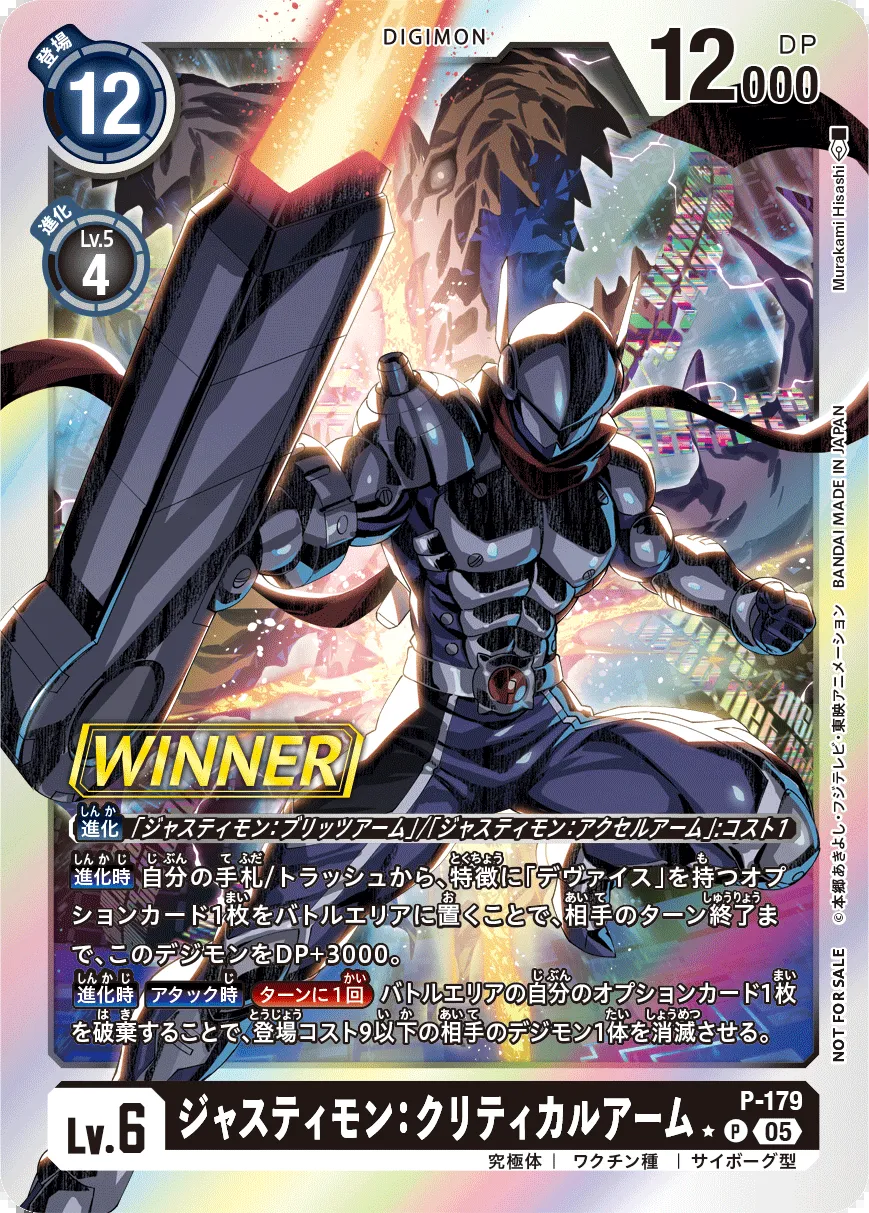 DIGIMON
登場
12
12000
DP
進化
Lv.5
4
Murakami Hisashi
©本郷あきよし・フジテレビ・東映アニメーション BANDAI MADE IN JAPAN
NOT FOR SALE
WINNER
進化 「ジャスティモン:ブリッツアーム」/「ジャスティモン:アクセルアーム」:コスト1
進化時 自分の手札/トラッシュから、特徴に「デヴァイス」を持つオプ
ションカード1枚をバトルエリアに置くことで、相手のターン終了ま
で、このデジモンをDP+3000。
進化時 アタック時 ターンに1回 バトルエリアの自分のオプションカード1枚
を破棄することで、登場コスト9以下の相手のデジモン1体を消滅させる。
Lv.6
ジャスティモン:クリティカルアーム
P-179
★ P 05
究極体 | ワクチン種 | サイボーグ型